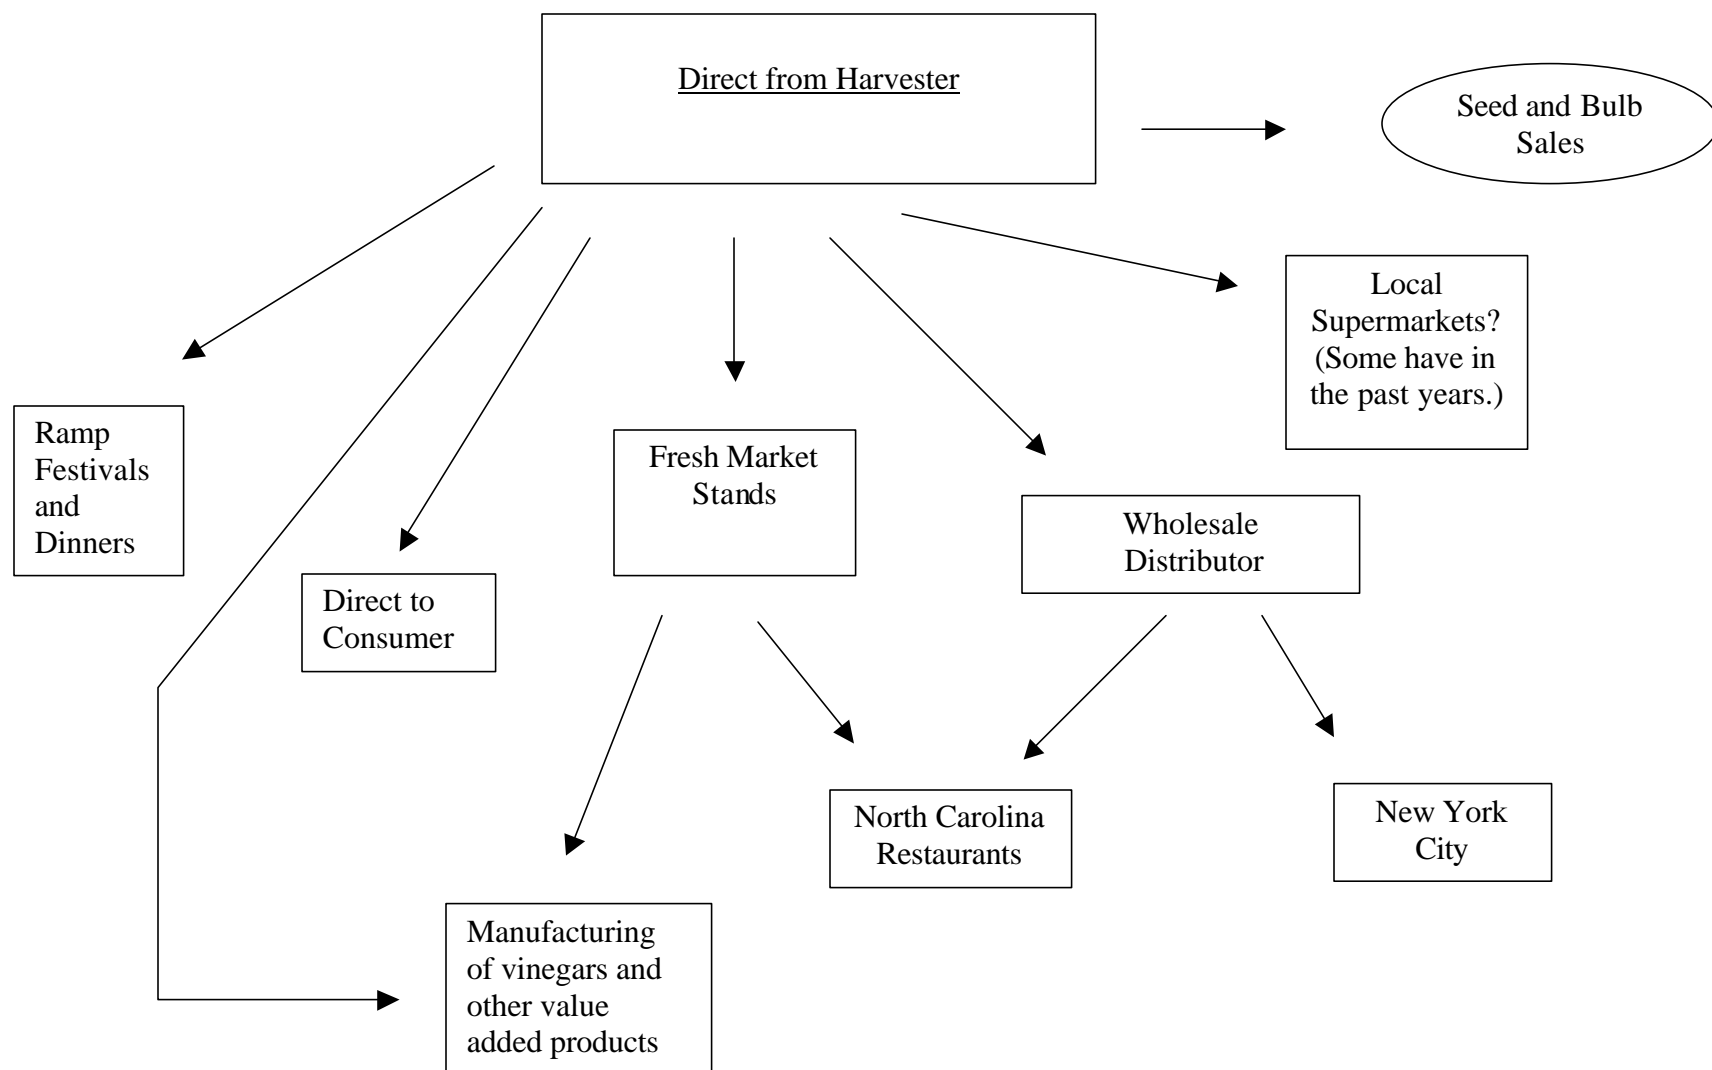 Direct from Harvester
Seed and Bulb
Sales
Local
Supermarkets?
(Some have in
the past years.)
Ramp
Festivals
and
Dinners
Fresh Market
Stands
Wholesale
Distributor
Direct to
Consumer
North Carolina
Restaurants
New York
City
Manufacturing
of vinegars and
other value
added products